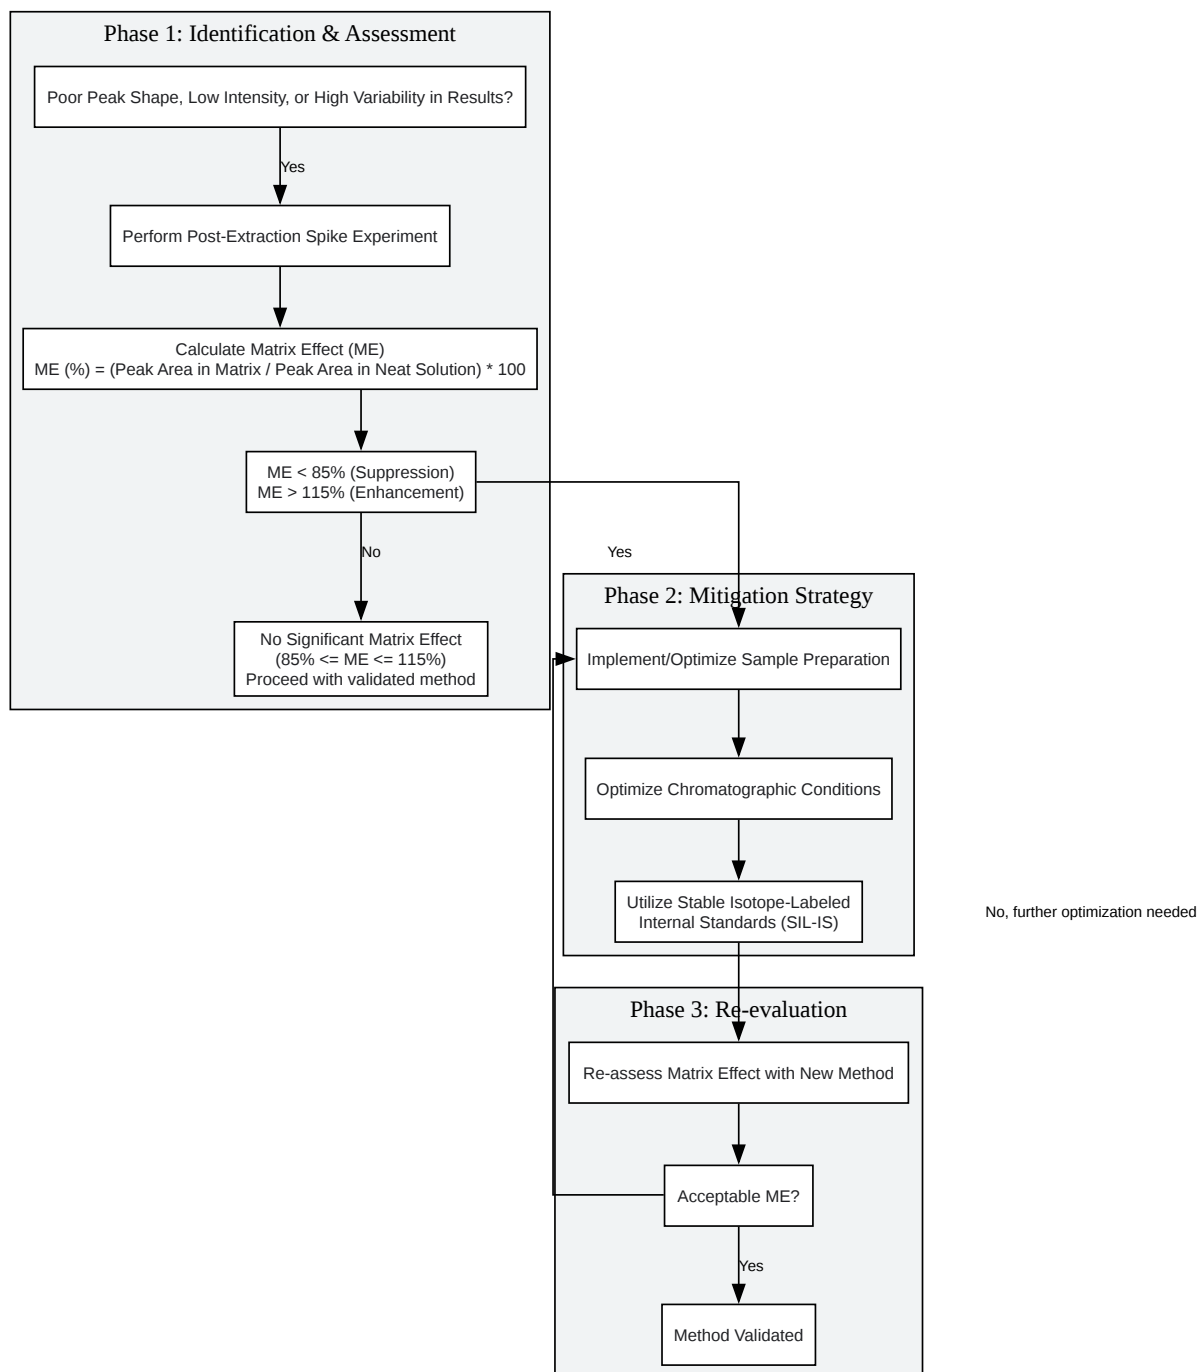 Phase 1: Identification & Assessment
Poor Peak Shape, Low Intensity, or High Variability in Results?
Yes
Perform Post-Extraction Spike Experiment
Calculate Matrix Effect (ME)
ME (%) = (Peak Area in Matrix / Peak Area in Neat Solution) * 100
ME < 85% (Suppression)
ME > 115% (Enhancement)
No
Yes
No Significant Matrix Effect
(85% <= ME <= 115%)
Proceed with validated method
Phase 2: Mitigation Strategy
Implement/Optimize Sample Preparation
Optimize Chromatographic Conditions
Utilize Stable Isotope-Labeled
Internal Standards (SIL-IS)
No, further optimization needed
Phase 3: Re-evaluation
Re-assess Matrix Effect with New Method
Acceptable ME?
Yes
Method Validated